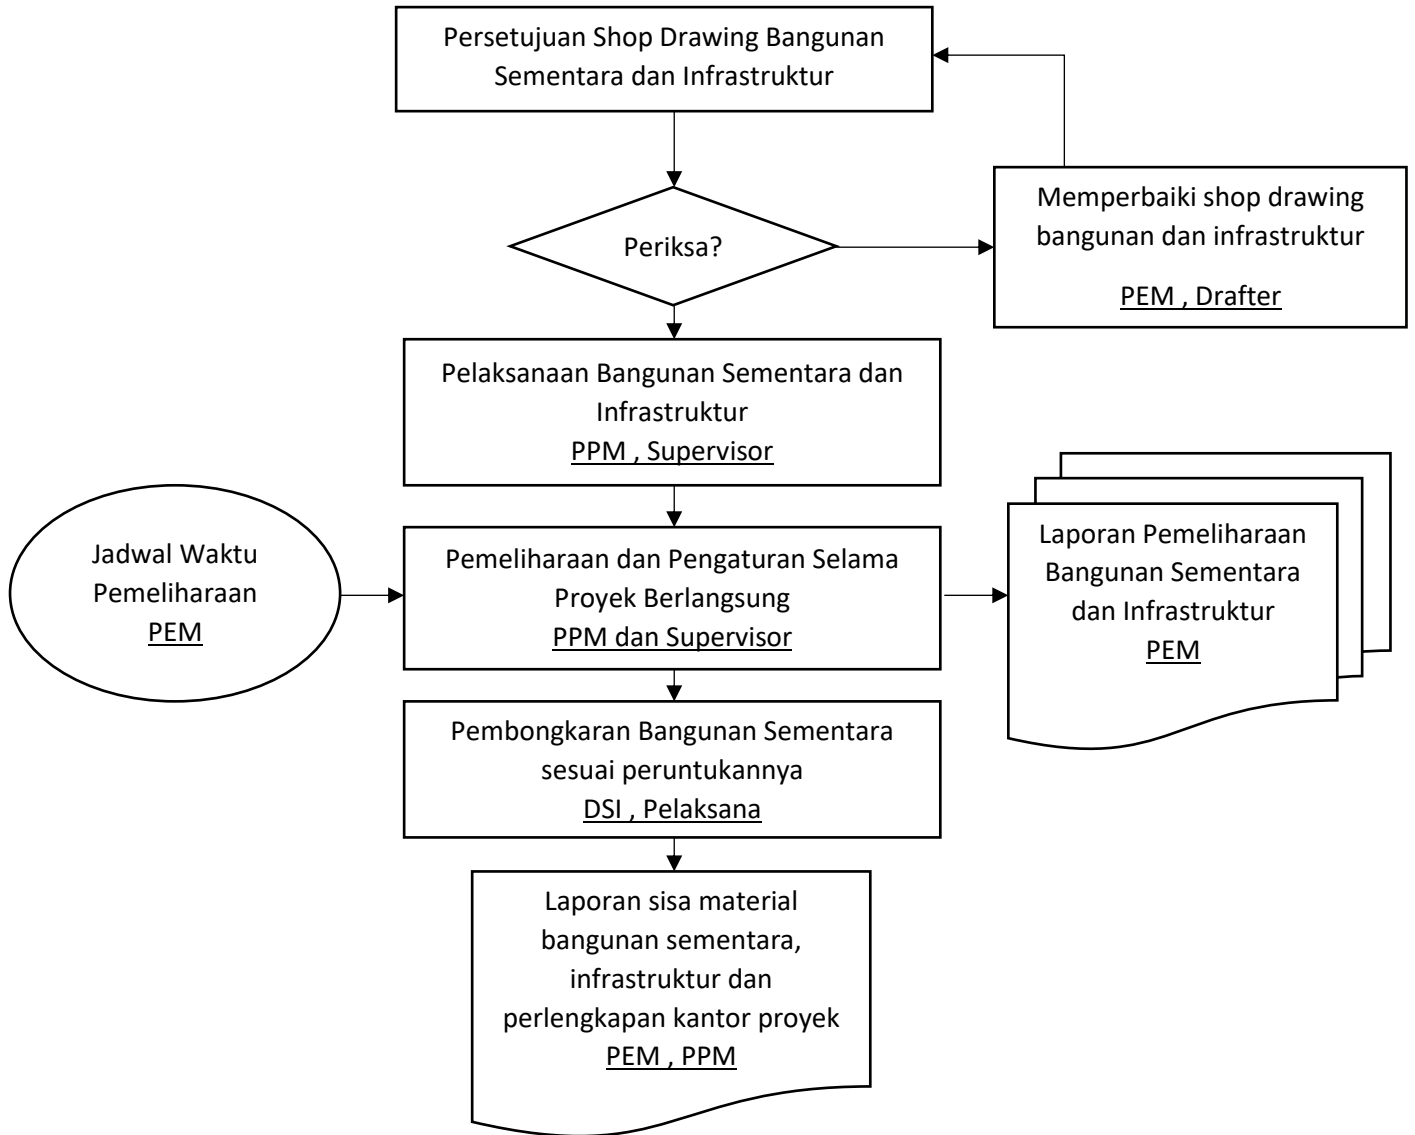 Persetujuan Shop Drawing Bangunan
Sementara dan Infrastruktur
Periksa?
Memperbaiki shop drawing
bangunan dan infrastruktur
PEM , Drafter
Pelaksanaan Bangunan Sementara dan
Infrastruktur
PPM , Supervisor
Jadwal Waktu
Pemeliharaan
PEM
Pemeliharaan dan Pengaturan Selama
Proyek Berlangsung
PPM dan Supervisor
Laporan Pemeliharaan
Bangunan Sementara
dan Infrastruktur
PEM
Pembongkaran Bangunan Sementara
sesuai peruntukannya
DSI , Pelaksana
Laporan sisa material
bangunan sementara,
infrastruktur dan
perlengkapan kantor proyek
PEM , PPM